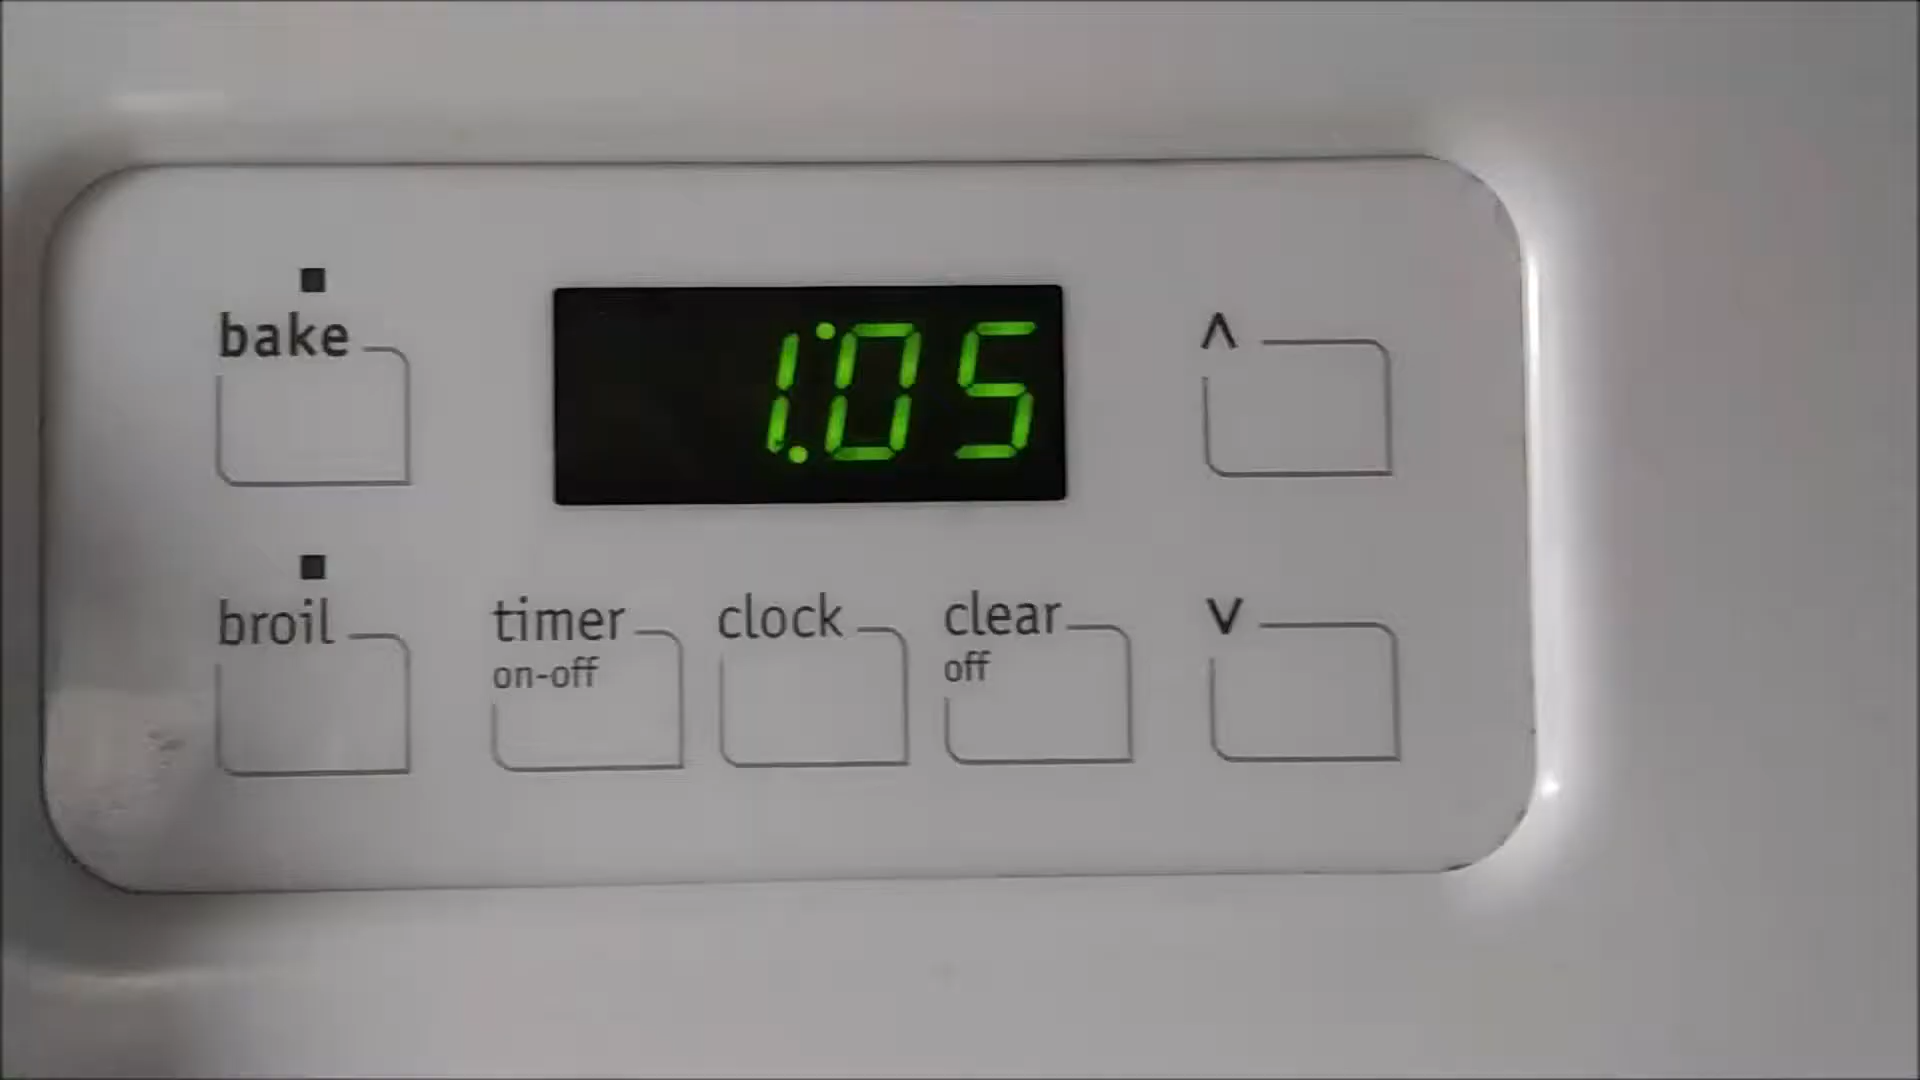 bake
1:05
^
broil
timer
on-off
clock
clear
off
v